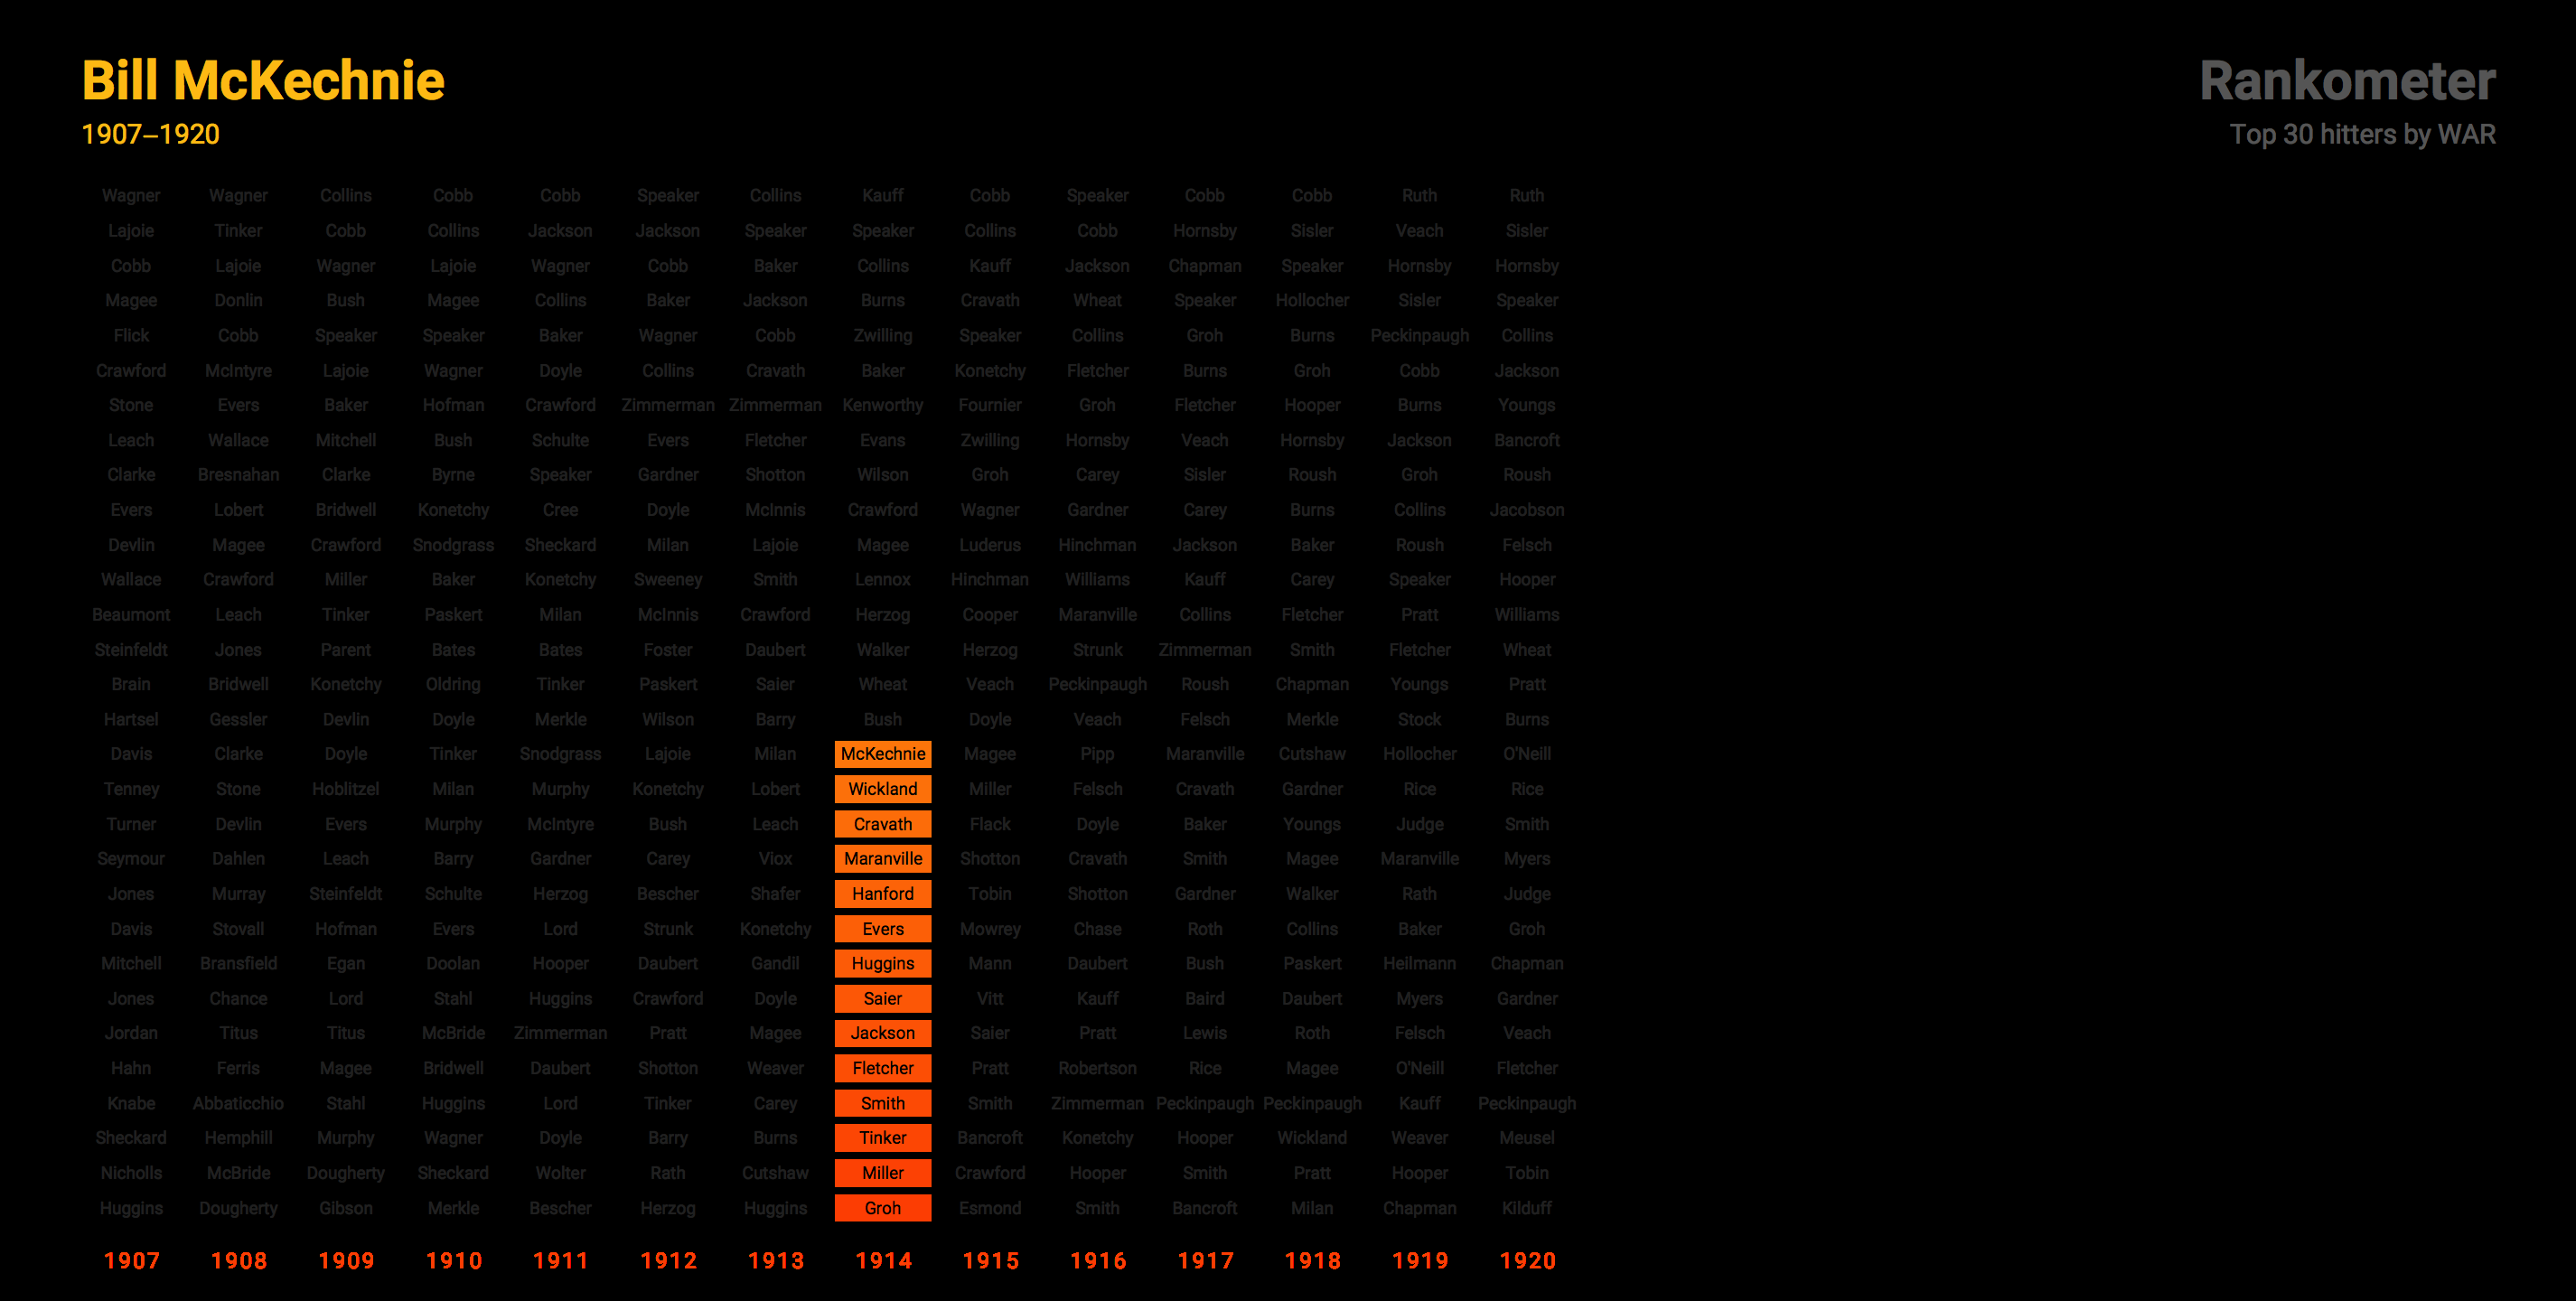 Bill McKechnie
1907–1920
Rankometer
Top 30 hitters by WAR
Wagner Wagner Collins Cobb Cobb Speaker Collins Kauff Cobb Speaker Cobb Cobb Ruth Ruth
Lajoie Tinker Cobb Collins Jackson Jackson Speaker Speaker Collins Cobb Hornsby Sisler Veach Sisler
Cobb Lajoie Wagner Lajoie Wagner Cobb Baker Collins Kauff Jackson Chapman Speaker Hornsby Hornsby
Magee Donlin Bush Magee Collins Baker Jackson Burns Cravath Wheat Speaker Hollocher Sisler Speaker
Flick Cobb Speaker Speaker Baker Wagner Cobb Zwilling Speaker Collins Groh Burns Peckinpaugh Collins
Crawford McIntyre Lajoie Wagner Doyle Collins Cravath Baker Konetchy Fletcher Burns Groh Cobb Jackson
Stone Evers Baker Hofman Crawford Zimmerman Zimmerman Kenworthy Fournier Groh Fletcher Hooper Burns Youngs
Leach Wallace Mitchell Bush Schulte Evers Fletcher Evans Zwilling Hornsby Veach Hornsby Jackson Bancroft
Clarke Bresnahan Clarke Byrne Speaker Gardner Shotton Wilson Groh Carey Sisler Roush Groh Roush
Evers Lobert Bridwell Konetchy Cree Doyle McInnis Crawford Wagner Gardner Carey Burns Collins Jacobson
Devlin Magee Crawford Snodgrass Sheckard Milan Lajoie Magee Luderus Hinchman Jackson Baker Roush Felsch
Wallace Crawford Miller Baker Konetchy Sweeney Smith Lennox Hinchman Williams Kauff Carey Speaker Hooper
Beaumont Leach Tinker Paskert Milan McInnis Crawford Herzog Cooper Maranville Collins Fletcher Pratt Williams
Steinfeldt Jones Parent Bates Bates Foster Daubert Walker Herzog Strunk Zimmerman Smith Fletcher Wheat
Brain Bridwell Konetchy Oldring Tinker Paskert Saier Wheat Veach Peckinpaugh Roush Chapman Youngs Pratt
Hartsel Gessler Devlin Doyle Merkle Wilson Barry Bush Doyle Veach Felsch Merkle Stock Burns
Davis Clarke Doyle Tinker Snodgrass Lajoie Milan McKechnie Magee Pipp Maranville Cutshaw Hollocher O'Neill
Tenney Stone Hoblitzel Milan Murphy Konetchy Lobert Wickland Miller Felsch Cravath Gardner Rice Rice
Turner Devlin Evers Murphy McIntyre Bush Leach Cravath Flack Doyle Baker Youngs Judge Smith
Seymour Dahlen Leach Barry Gardner Carey Viox Maranville Shotton Cravath Smith Magee Maranville Myers
Jones Murray Steinfeldt Schulte Herzog Bescher Shafer Hanford Tobin Shotton Gardner Walker Rath Judge
Davis Stovall Hofman Evers Lord Strunk Konetchy Evers Mowrey Chase Roth Collins Baker Groh
Mitchell Bransfield Egan Doolan Hooper Daubert Gandil Huggins Mann Daubert Bush Paskert Heilmann Chapman
Jones Chance Lord Stahl Huggins Crawford Doyle Saier Vitt Kauff Baird Daubert Myers Gardner
Jordan Titus Titus McBride Zimmerman Pratt Magee Jackson Saier Pratt Lewis Roth Felsch Veach
Hahn Ferris Magee Bridwell Daubert Shotton Weaver Fletcher Pratt Robertson Rice Magee O'Neill Fletcher
Knabe Abbaticchio Stahl Huggins Lord Tinker Carey Smith Smith Zimmerman Peckinpaugh Peckinpaugh Kauff Peckinpaugh
Sheckard Hemphill Murphy Wagner Doyle Barry Burns Tinker Bancroft Konetchy Hooper Wickland Weaver Meusel
Nicholls McBride Dougherty Sheckard Wolter Rath Cutshaw Miller Crawford Hooper Smith Pratt Hooper Tobin
Huggins Dougherty Gibson Merkle Bescher Herzog Huggins Groh Esmond Smith Bancroft Milan Chapman Kilduff
1907 1908 1909 1910 1911 1912 1913 1914 1915 1916 1917 1918 1919 1920